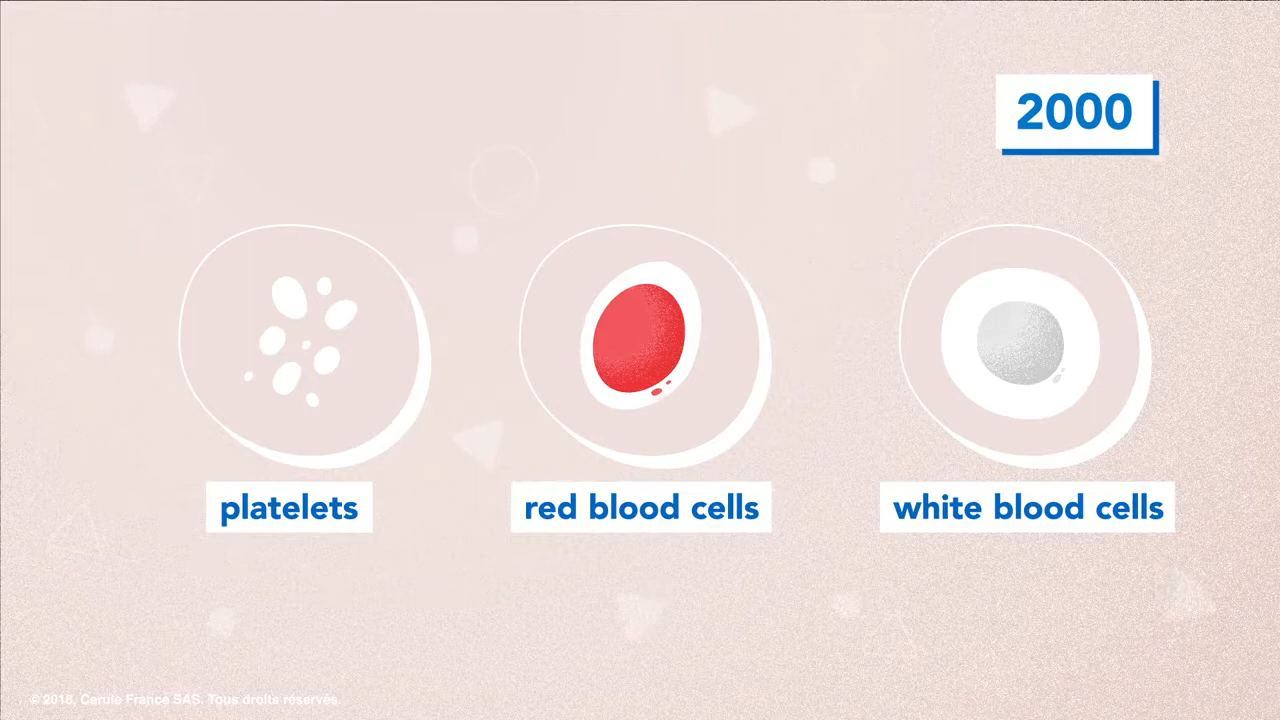 2000
platelets
red blood cells
white blood cells
© 2018, Cerule France SAS. Tous droits réservés.